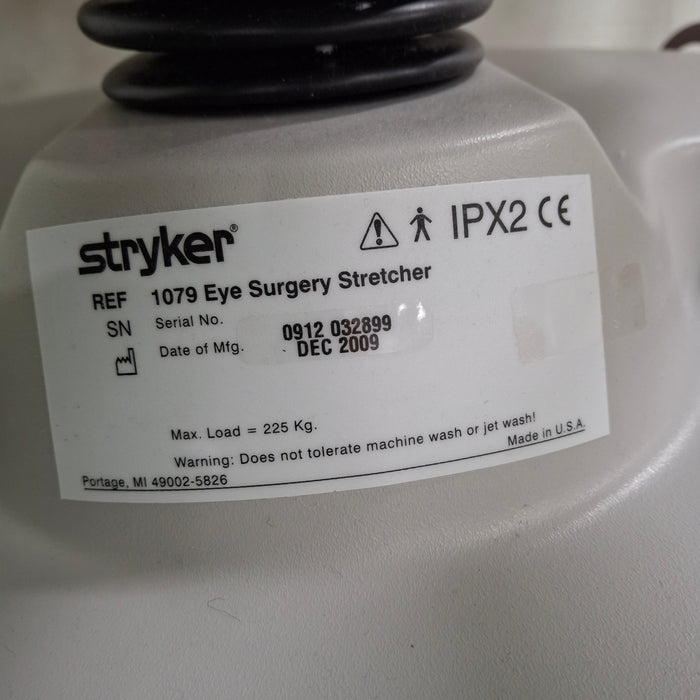 stryker®
IPX2 CE
REF 1079 Eye Surgery Stretcher
SN Serial No. 0912 032899
Date of Mfg. DEC 2009
Max. Load = 225 Kg.
Warning: Does not tolerate machine wash or jet wash!
Portage, MI 49002-5826
Made in U.S.A.